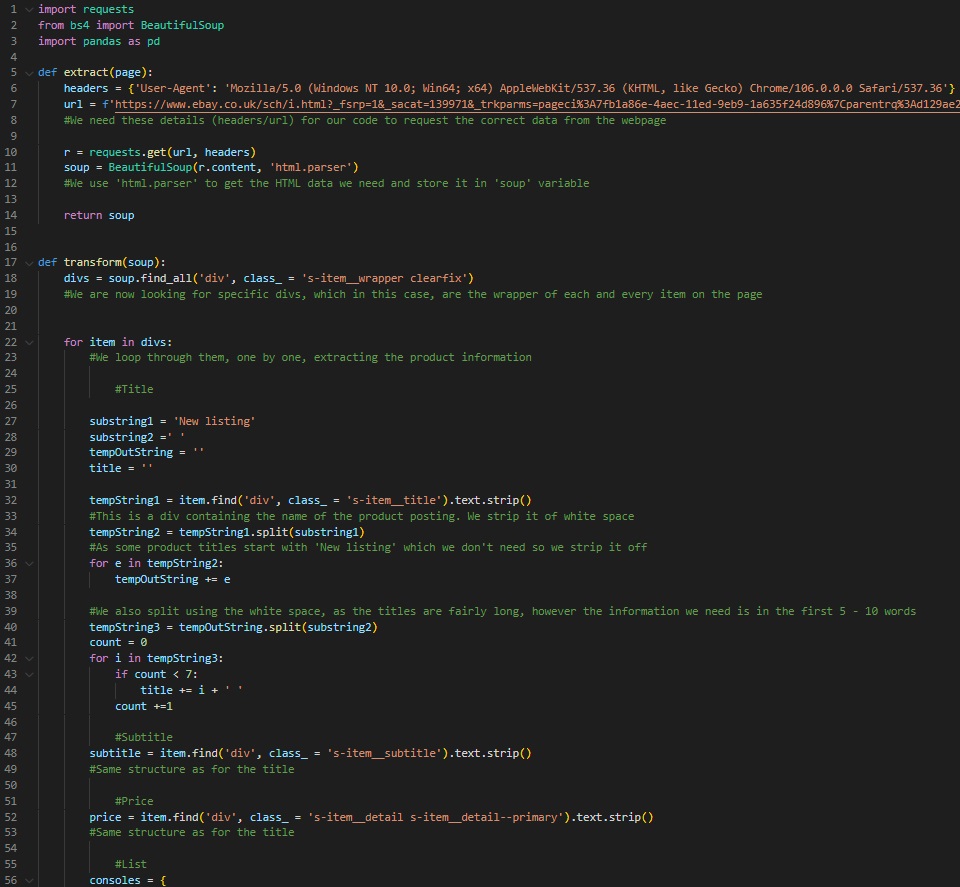 1 import requests
2 from bs4 import BeautifulSoup
3 import pandas as pd
4
5 def extract(page):
6 headers = {'User-Agent': 'Mozilla/5.0 (Windows NT 10.0; Win64; x64) AppleWebKit/537.36 (KHTML, like Gecko) Chrome/106.0.0.0 Safari/537.36'}
7 url = f'https://www.ebay.co.uk/sch/i.html?_fsrp=1&_sacat=139971&_trkparms=pageci%3A7fb1a86e-4aec-11ed-9eb9-1a635f24d896%7Cparentrq%3Ad129ae2
8 #We need these details (headers/url) for our code to request the correct data from the webpage
9
10 r = requests.get(url, headers)
11 soup = BeautifulSoup(r.content, 'html.parser')
12 #We use 'html.parser' to get the HTML data we need and store it in 'soup' variable
13
14 return soup
15
16
17 def transform(soup):
18 divs = soup.find_all('div', class_ = 's-item__wrapper clearfix')
19 #We are now looking for specific divs, which in this case, are the wrapper of each and every item on the page
20
21
22 for item in divs:
23 #We loop through them, one by one, extracting the product information
24
25 #Title
26
27 substring1 = 'New listing'
28 substring2 =' '
29 tempOutString = ''
30 title = ''
31
32 tempString1 = item.find('div', class_ = 's-item__title').text.strip()
33 #This is a div containing the name of the product posting. We strip it of white space
34 tempString2 = tempString1.split(substring1)
35 #As some product titles start with 'New listing' which we don't need so we strip it off
36 for e in tempString2:
37 tempOutString += e
38
39 #We also split using the white space, as the titles are fairly long, however the information we need is in the first 5 - 10 words
40 tempString3 = tempOutString.split(substring2)
41 count = 0
42 for i in tempString3:
43 if count < 7:
44 title += i + ' '
45 count +=1
46
47 #Subtitle
48 subtitle = item.find('div', class_ = 's-item__subtitle').text.strip()
49 #Same structure as for the title
50
51 #Price
52 price = item.find('div', class_ = 's-item__detail s-item__detail--primary').text.strip()
53 #Same structure as for the title
54
55 #List
56 consoles = {